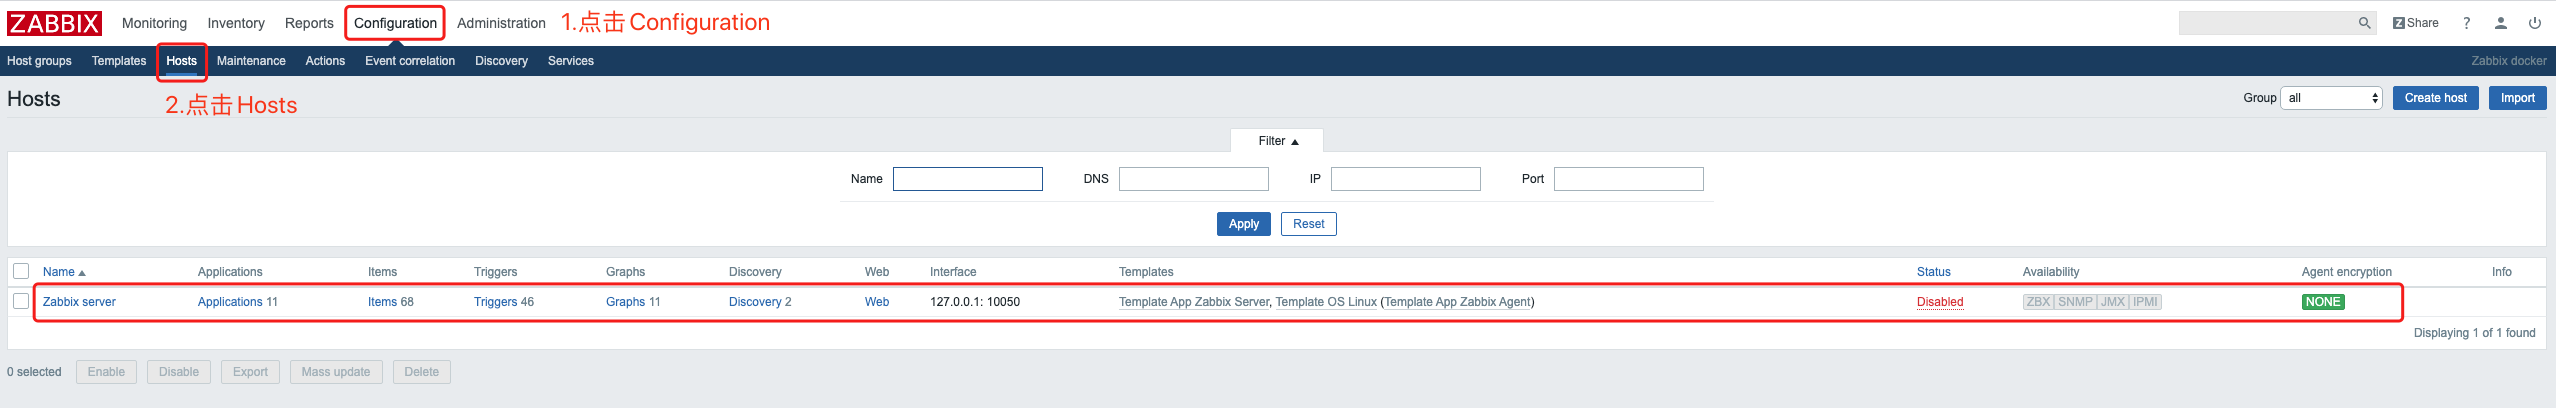 ZABBIX Monitoring Inventory Reports Configuration Administration 1.点击Configuration Z Share ?
Host groups Templates Hosts Maintenance Actions Event correlation Discovery Services Zabbix docker
Hosts 2.点击Hosts Group all Create host Import
Filter
Name DNS IP Port
Apply Reset
Name Applications Items Triggers Graphs Discovery Web Interface Templates Status Availability Agent encryption Info
Zabbix server Applications 11 Items 68 Triggers 46 Graphs 11 Discovery 2 Web 127.0.0.1: 10050 Template App Zabbix Server, Template OS Linux (Template App Zabbix Agent) Disabled ZBX SNMP JMX IPMI NONE
Displaying 1 of 1 found
0 selected Enable Disable Export Mass update Delete